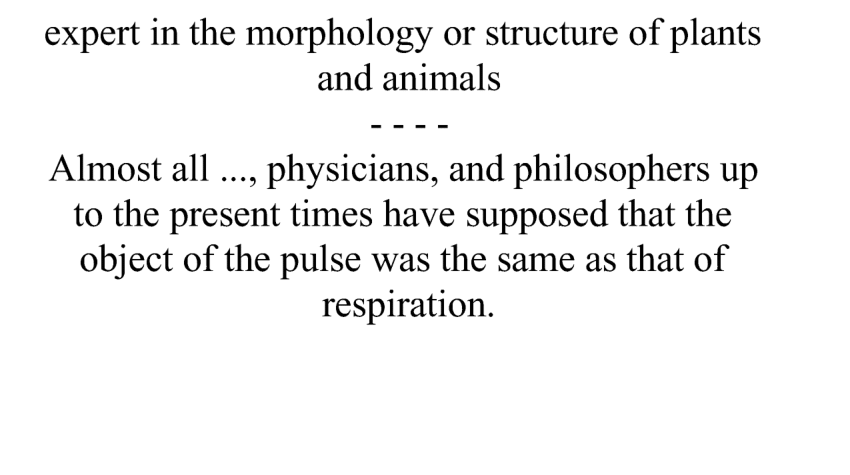 expert in the morphology or structure of plants
and animals
- - - -
Almost all ..., physicians, and philosophers up
to the present times have supposed that the
object of the pulse was the same as that of
respiration.